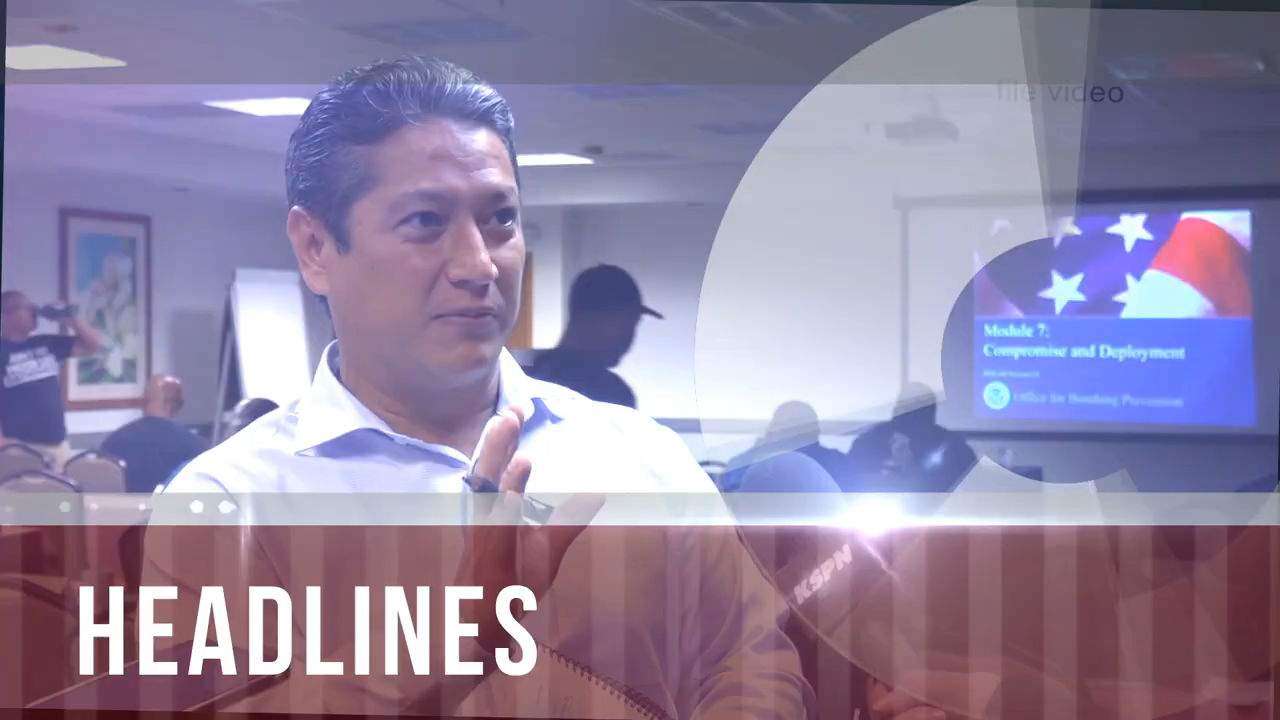 file video
Module 7:
Compromise and Deployment
Office for Bombing Prevention
KSPN
HEADLINES